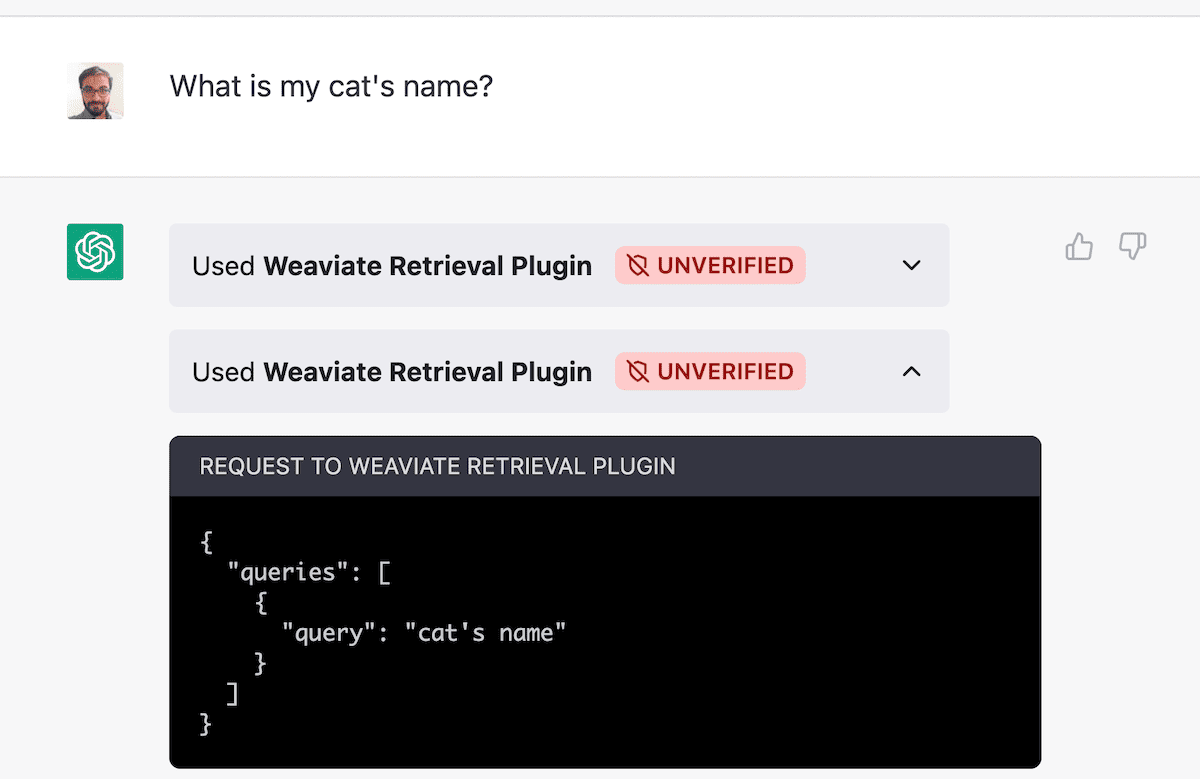 What is my cat's name?
Used Weaviate Retrieval Plugin UNVERIFIED
Used Weaviate Retrieval Plugin UNVERIFIED
REQUEST TO WEAVIATE RETRIEVAL PLUGIN
{
  "queries": [
    {
      "query": "cat's name"
    }
  ]
}